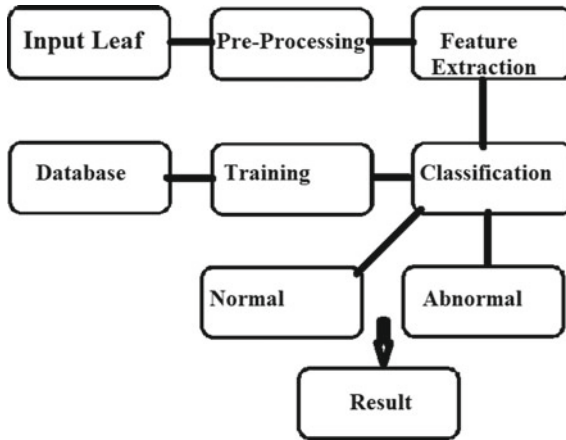 Input Leaf
Pre-Processing
Feature
Extraction
Database
Training
Classification
Normal
Abnormal
Result